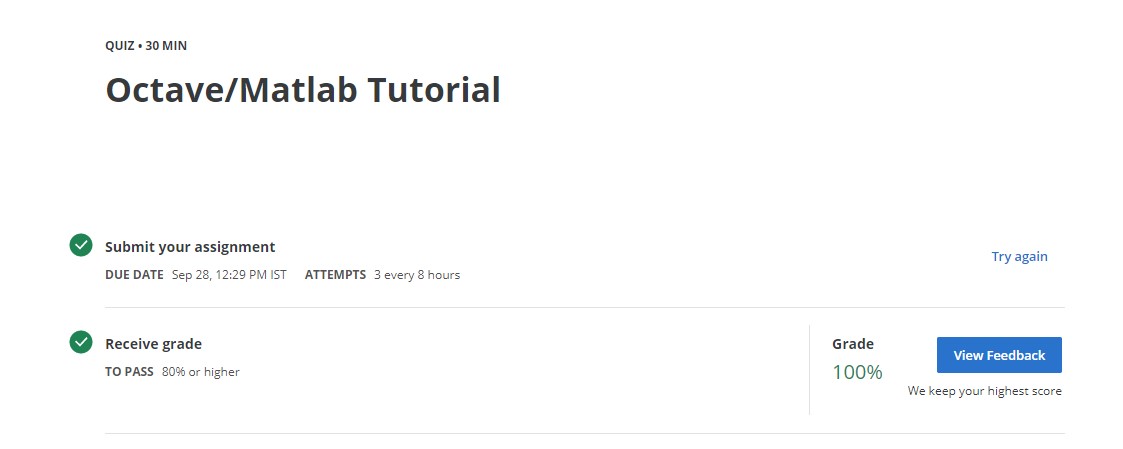 QUIZ • 30 MIN
Octave/Matlab Tutorial
Submit your assignment
DUE DATE Sep 28, 12:29 PM IST ATTEMPTS 3 every 8 hours
Try again
Receive grade
TO PASS 80% or higher
Grade
100%
View Feedback
We keep your highest score